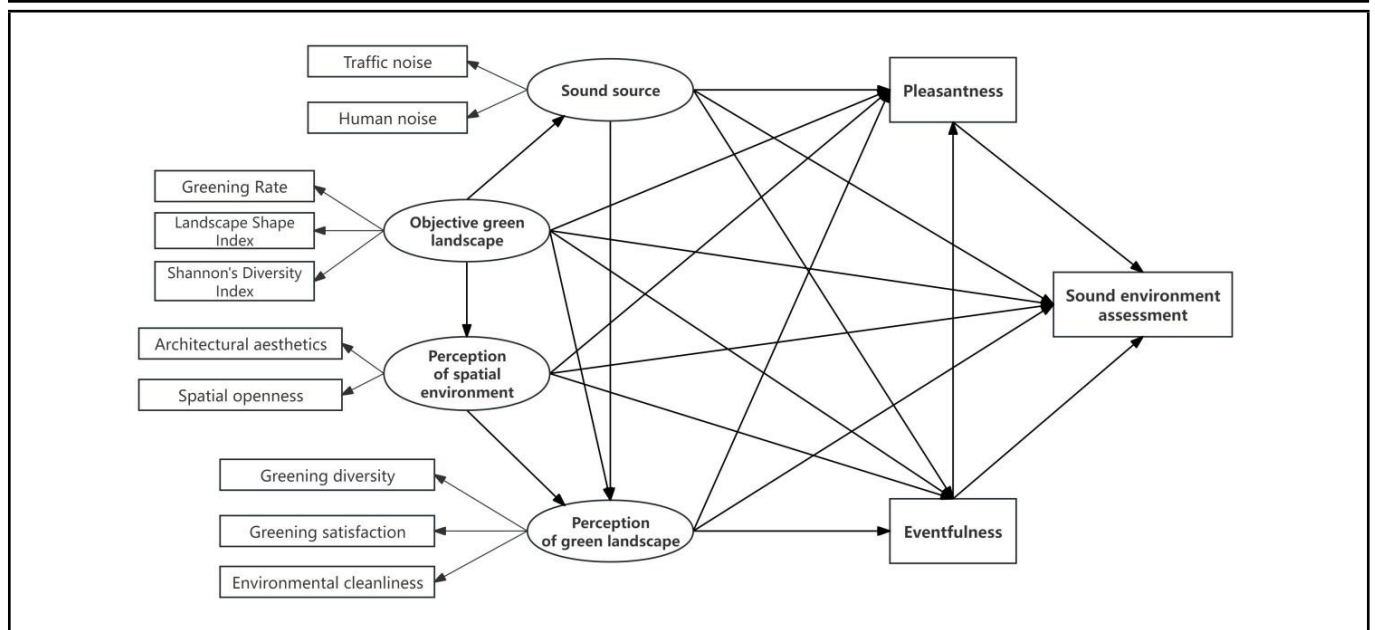 Traffic noise
Human noise
Sound source
Pleasantness
Greening Rate
Landscape Shape
Index
Shannon's Diversity
Index
Objective green
landscape
Sound environment
assessment
Architectural aesthetics
Spatial openness
Perception
of spatial
environment
Greening diversity
Greening satisfaction
Environmental cleanliness
Perception
of green landscape
Eventfulness